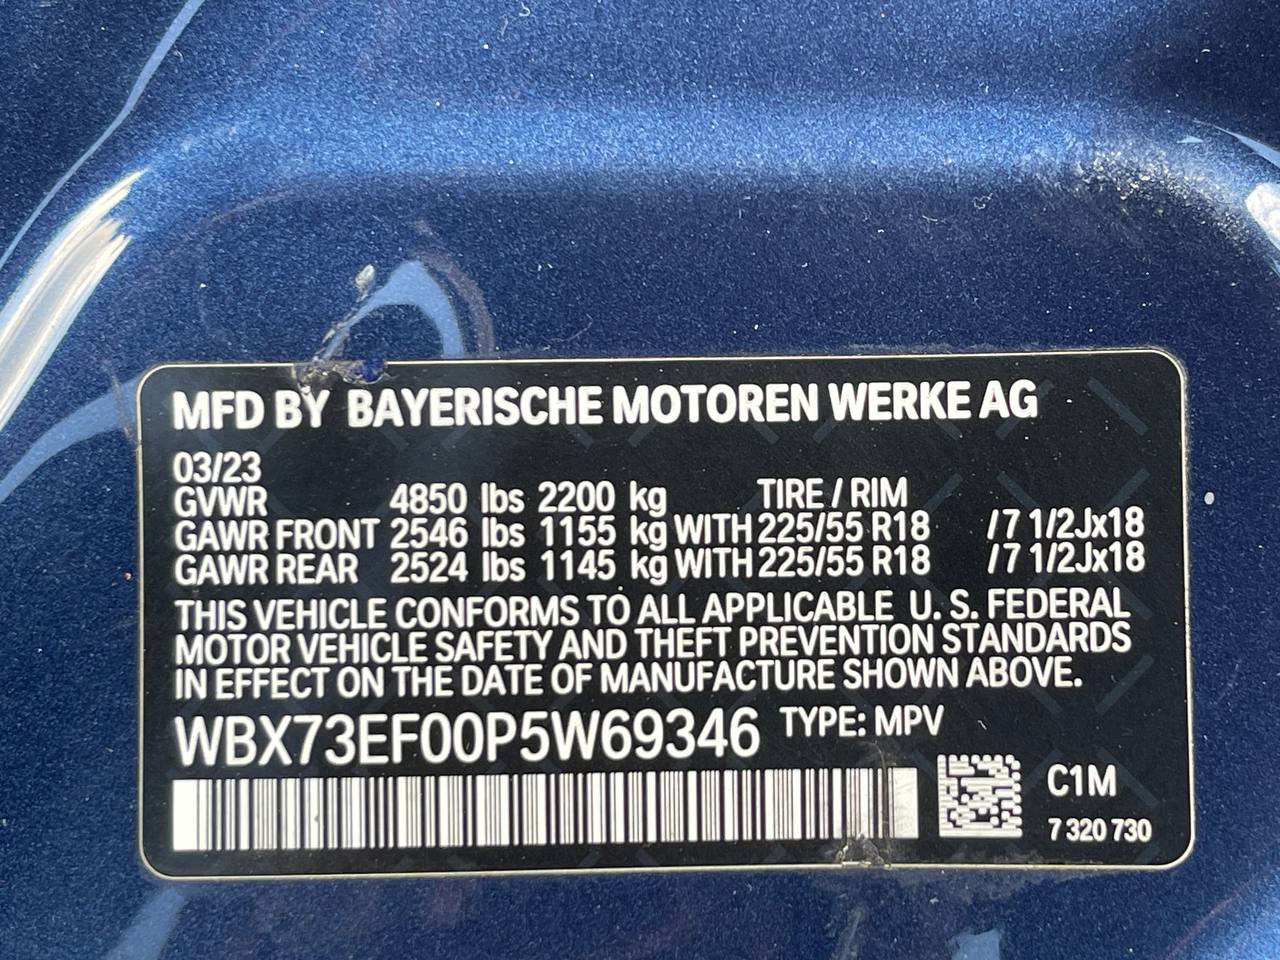 MFD BY BAYERISCHE MOTOREN WERKE AG
03/23
GVWR 4850 lbs 2200 kg TIRE / RIM
GAWR FRONT 2546 lbs 1155 kg WITH 225/55 R18 /7 1/2Jx18
GAWR REAR 2524 lbs 1145 kg WITH 225/55 R18 /7 1/2Jx18
THIS VEHICLE CONFORMS TO ALL APPLICABLE U. S. FEDERAL
MOTOR VEHICLE SAFETY AND THEFT PREVENTION STANDARDS
IN EFFECT ON THE DATE OF MANUFACTURE SHOWN ABOVE.
WBX73EF00P5W69346 TYPE: MPV
C1M
7 320 730